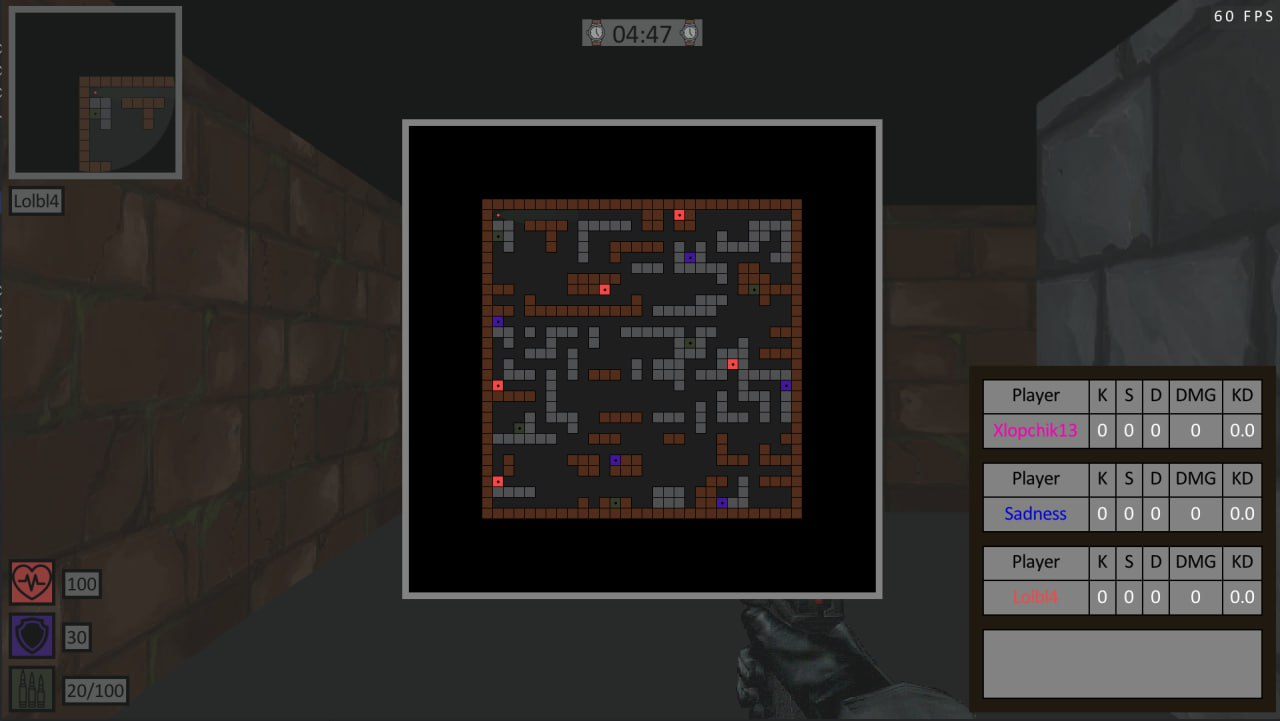 60 FPS
04:47
Lolbl4
Player K S D DMG KD
Xlopchik13 0 0 0 0 0.0
Player K S D DMG KD
Sadness 0 0 0 0 0.0
Player K S D DMG KD
Lolbl4 0 0 0 0 0.0
100
30
20/100